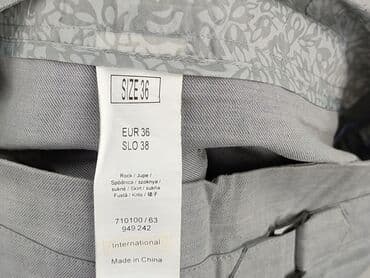 SIZE 36
EUR 36
SLO 38
Rock / Jupe /
Spódnica / szoknya /
sukně / Skirt / sukňa
Fustă / Krilo / 裙子
710100 / 63
949 242
International
Made in China